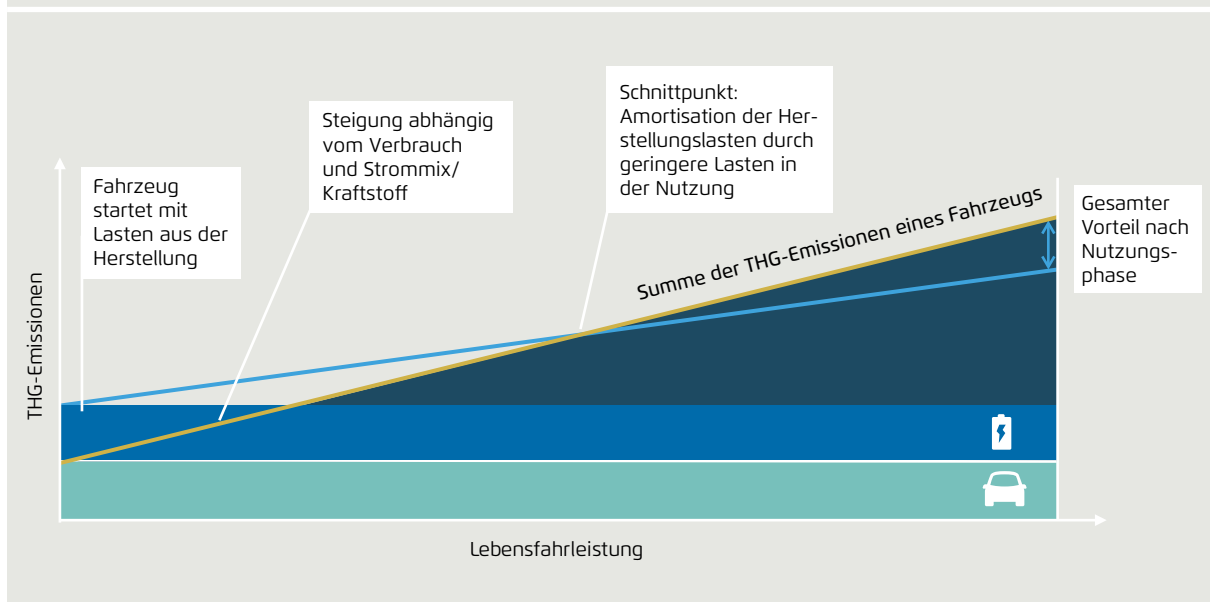 Schnittpunkt:
Amortisation der Her-
stellungslasten durch
geringere Lasten in
der Nutzung
Steigung abhängig
vom Verbrauch
und Strommix/
Kraftstoff
Fahrzeug
startet mit
Lasten aus der
Herstellung
Summe der THG-Emissionen eines Fahrzeugs
Gesamter
Vorteil nach
Nutzungs-
phase
THG-Emissionen
Lebensfahrleistung